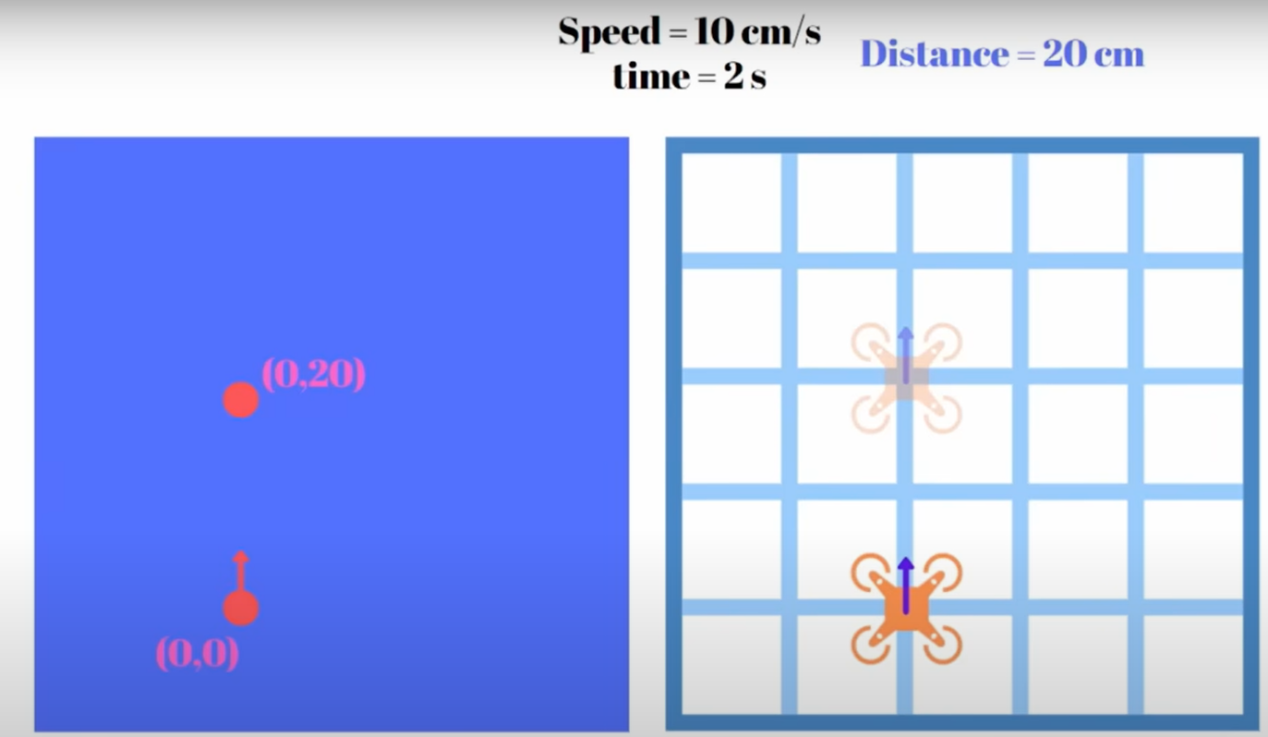 Speed = 10 cm/s
time = 2 s
Distance = 20 cm
(0,20)
(0,0)